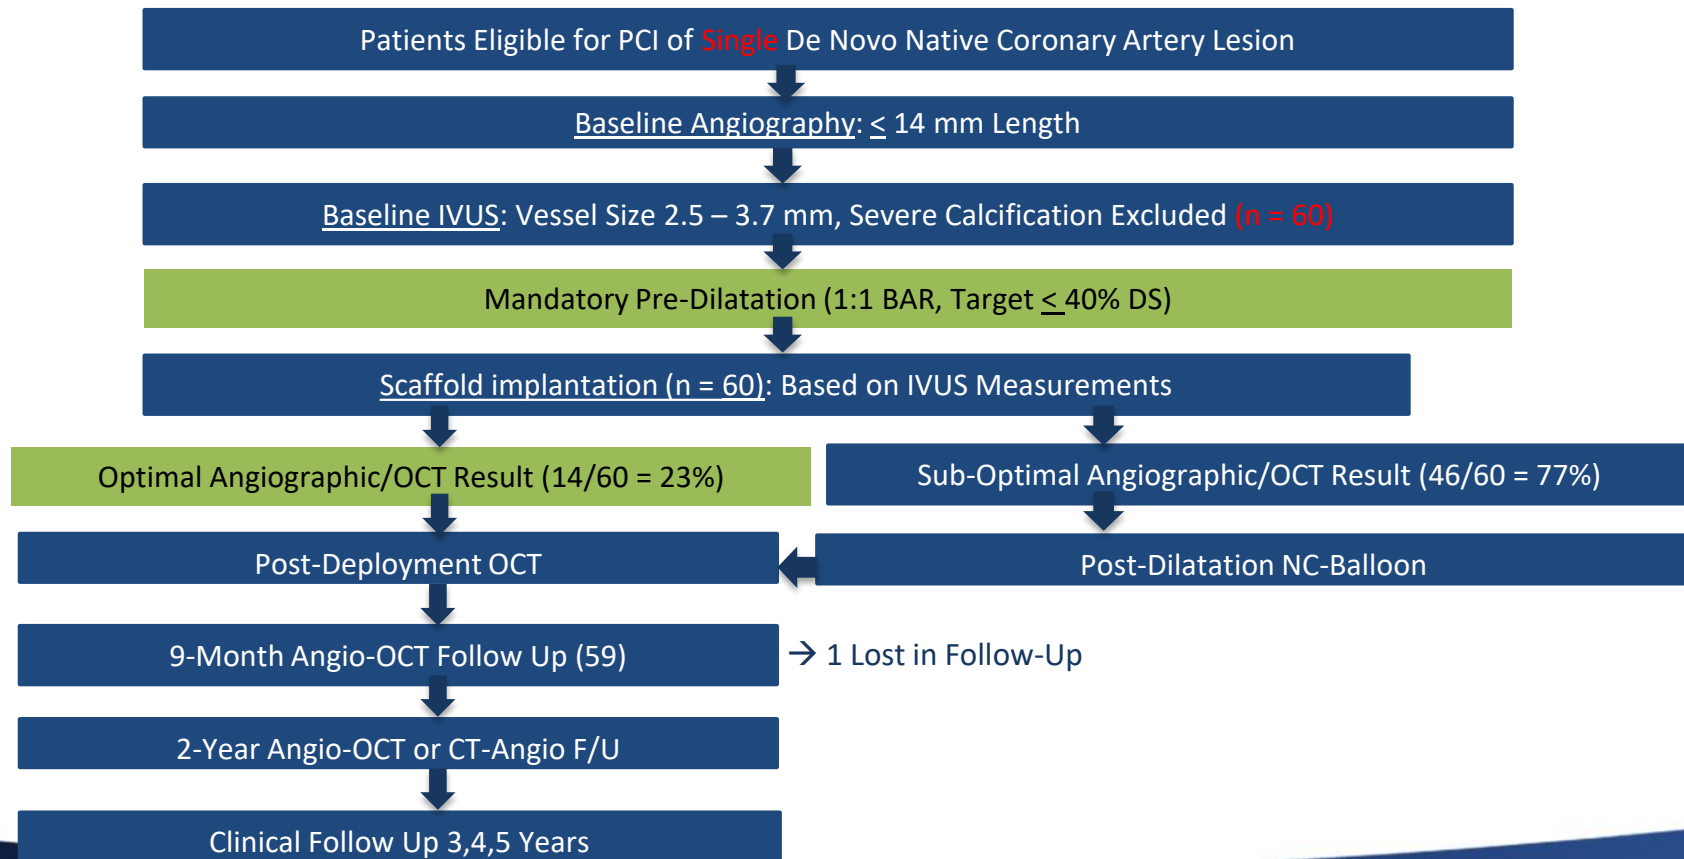 Patients Eligible for PCI of Single De Novo Native Coronary Artery Lesion
Baseline Angiography: ≤ 14 mm Length
Baseline IVUS: Vessel Size 2.5 – 3.7 mm, Severe Calcification Excluded (n = 60)
Mandatory Pre-Dilatation (1:1 BAR, Target ≤ 40% DS)
Scaffold implantation (n = 60): Based on IVUS Measurements
Optimal Angiographic/OCT Result (14/60 = 23%)
Sub-Optimal Angiographic/OCT Result (46/60 = 77%)
Post-Deployment OCT
Post-Dilatation NC-Balloon
9-Month Angio-OCT Follow Up (59)
→ 1 Lost in Follow-Up
2-Year Angio-OCT or CT-Angio F/U
Clinical Follow Up 3,4,5 Years